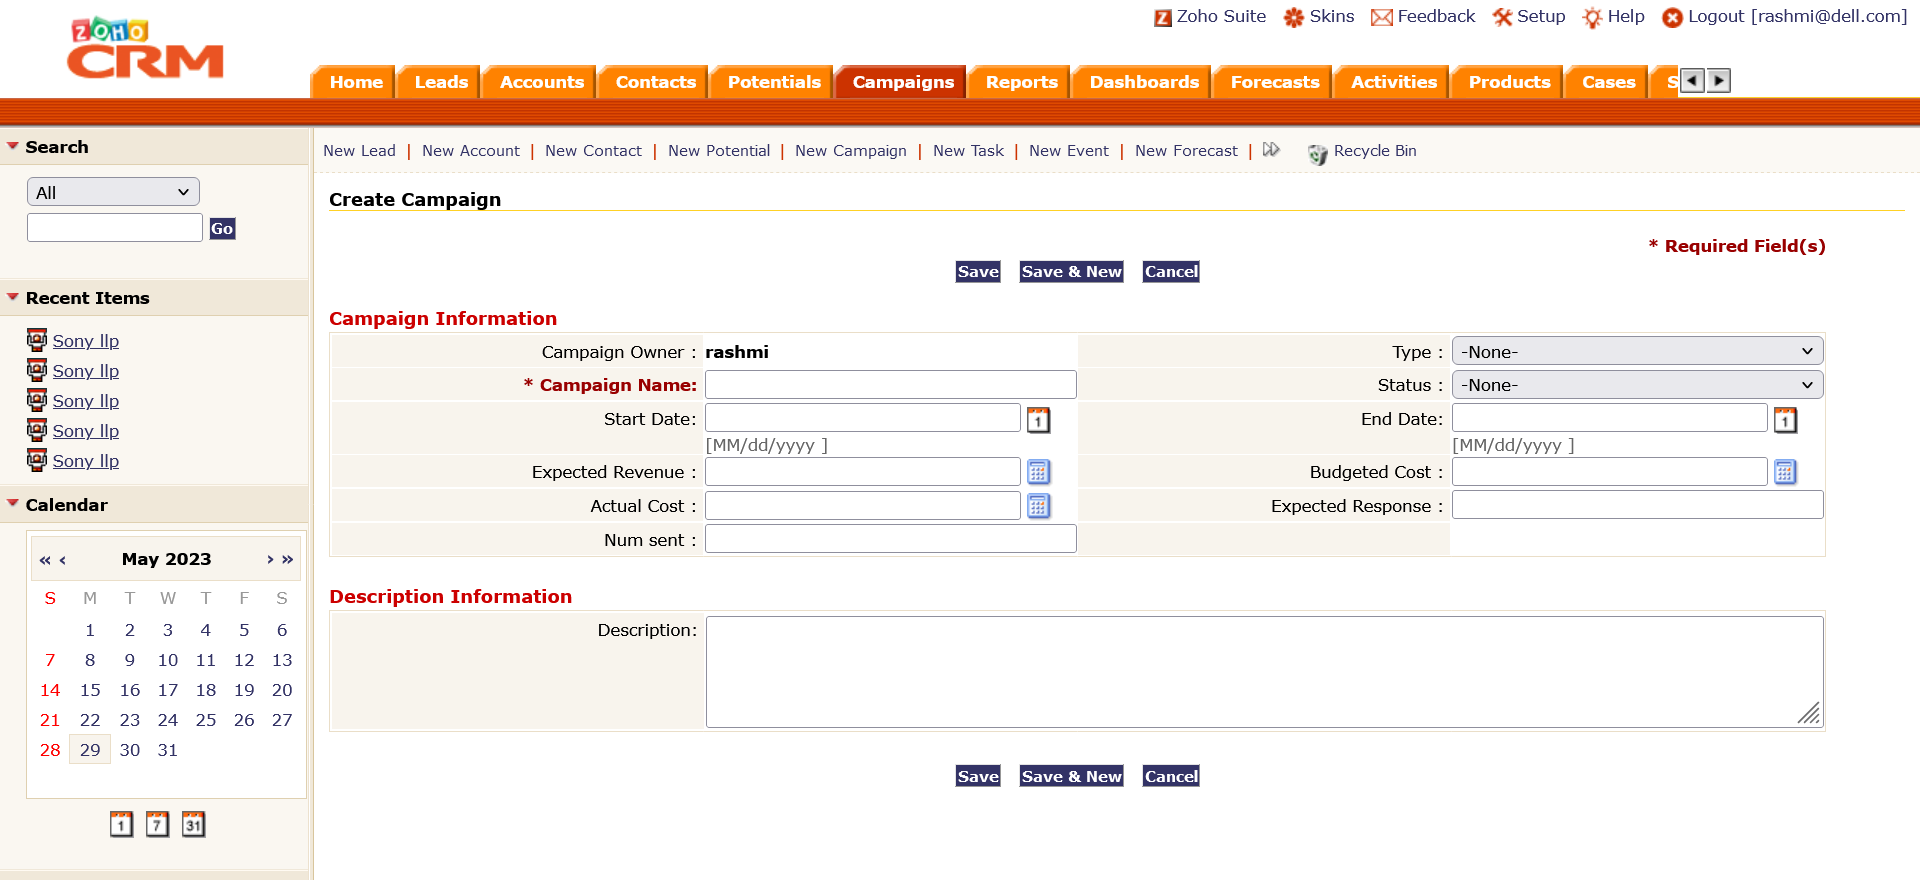 Zoho Suite Skins Feedback Setup Help Logout [rashmi@dell.com]
ZOHO
CRM
Home Leads Accounts Contacts Potentials Campaigns Reports Dashboards Forecasts Activities Products Cases S
Search
All
Go
Recent Items
Sony llp
Sony llp
Sony llp
Sony llp
Sony llp
Calendar
« ‹ May 2023 › »
S M T W T F S
1 2 3 4 5 6
7 8 9 10 11 12 13
14 15 16 17 18 19 20
21 22 23 24 25 26 27
28 29 30 31
1 7 31
New Lead | New Account | New Contact | New Potential | New Campaign | New Task | New Event | New Forecast | Recycle Bin
Create Campaign
* Required Field(s)
Save Save & New Cancel
Campaign Information
Campaign Owner : rashmi Type : -None-
* Campaign Name: Status : -None-
Start Date: 1 End Date: 1
[MM/dd/yyyy ] [MM/dd/yyyy ]
Expected Revenue : Budgeted Cost :
Actual Cost : Expected Response :
Num sent :
Description Information
Description:
Save Save & New Cancel